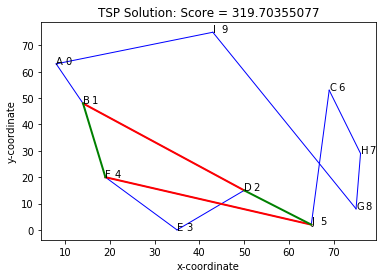 TSP Solution: Score = 319.70355077
I 9
A 0
C 6
B 1
H 7
F 4
D 2
G 8
J 5
E 3
70
60
50
40
30
20
10
0
10 20 30 40 50 60 70
x-coordinate
y-coordinate